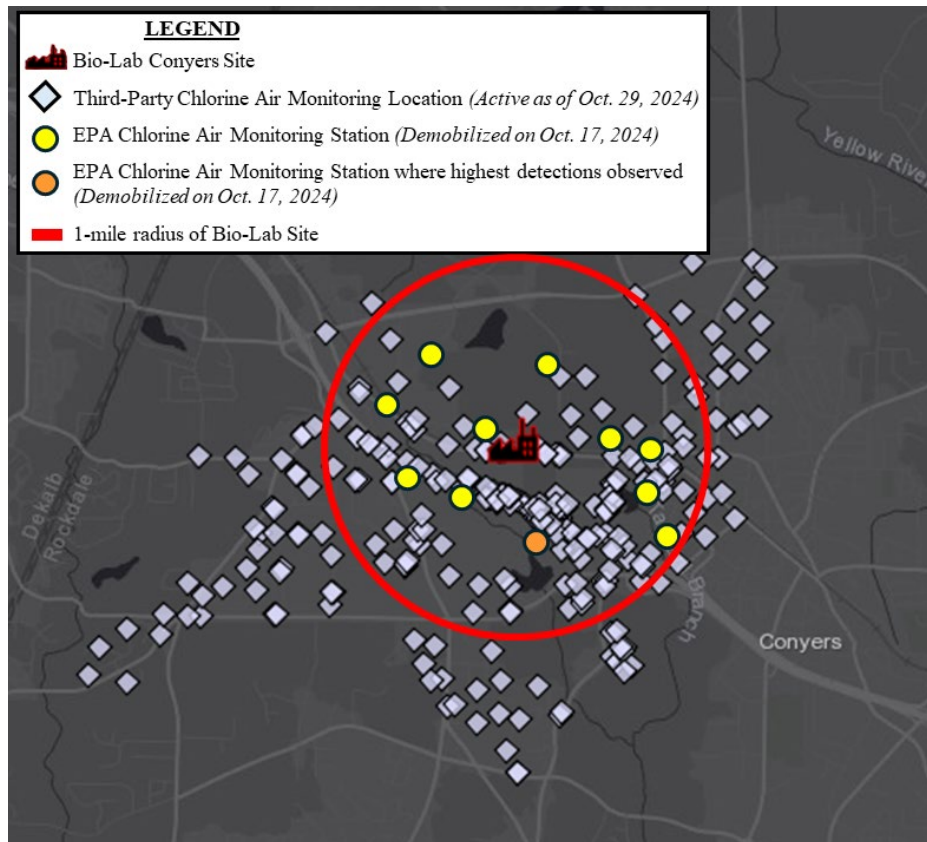 LEGEND
Bio-Lab Conyers Site
Third-Party Chlorine Air Monitoring Location (Active as of Oct. 29, 2024)
EPA Chlorine Air Monitoring Station (Demobilized on Oct. 17, 2024)
EPA Chlorine Air Monitoring Station where highest detections observed
(Demobilized on Oct. 17, 2024)
1-mile radius of Bio-Lab Site
Yellow River
Dekalb
Rockdale
Branch
Conyers